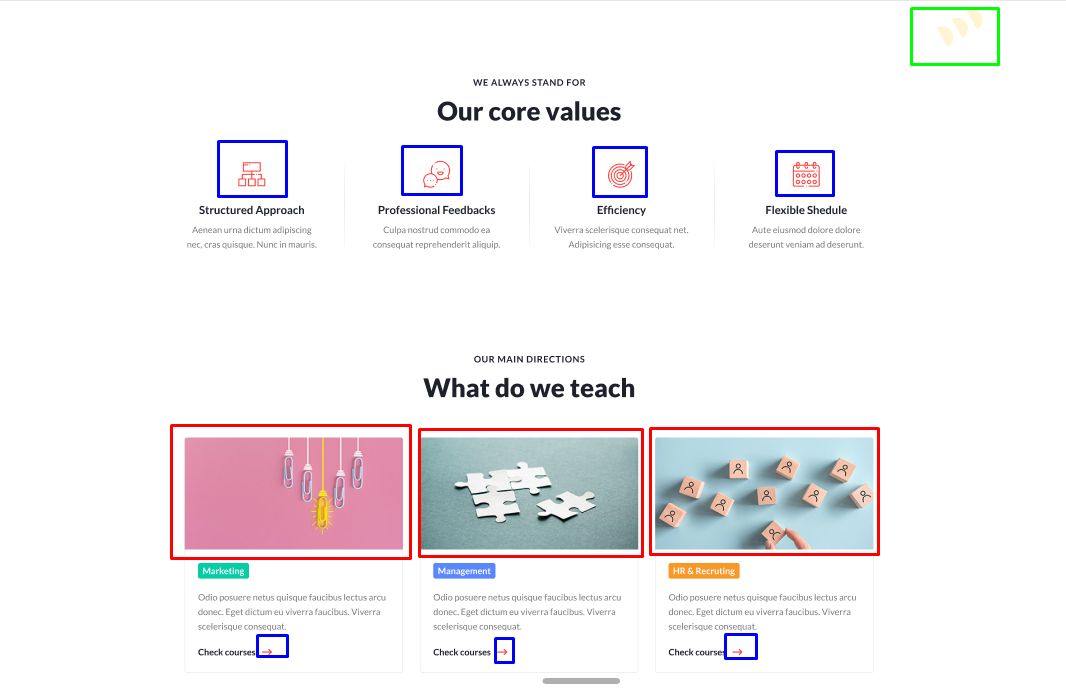 WE ALWAYS STAND FOR
Our core values
Structured Approach
Aenean urna dictum adipiscing
nec, cras quisque. Nunc in mauris.
Professional Feedbacks
Culpa nostrud commodo ea
consequat reprehenderit aliquip.
Efficiency
Viverra scelerisque consequat net.
Adipisicing esse consequat.
Flexible Shedule
Aute eiusmod dolore dolore
deserunt veniam ad deserunt.
OUR MAIN DIRECTIONS
What do we teach
Marketing
Odio posuere netus quisque faucibus lectus arcu
donec. Eget dictum eu viverra faucibus. Viverra
scelerisque consequat.
Check courses
Management
Odio posuere netus quisque faucibus lectus arcu
donec. Eget dictum eu viverra faucibus. Viverra
scelerisque consequat.
Check courses
HR & Recruting
Odio posuere netus quisque faucibus lectus arcu
donec. Eget dictum eu viverra faucibus. Viverra
scelerisque consequat.
Check courses